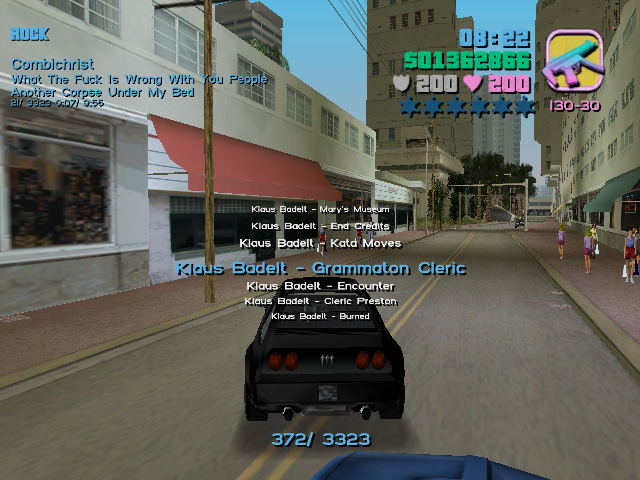 ROCK
08:22
$01362866
200 200
130-30
Combichrist
What The Fuck Is Wrong With You People
Another Corpse Under My Bed
Klaus Badelt - Mary's Museum
Klaus Badelt - End Credits
Klaus Badelt - Kata Moves
Klaus Badelt - Grammaton Cleric
Klaus Badelt - Encounter
Klaus Badelt - Cleric Preston
Klaus Badelt - Burned
372/ 3323